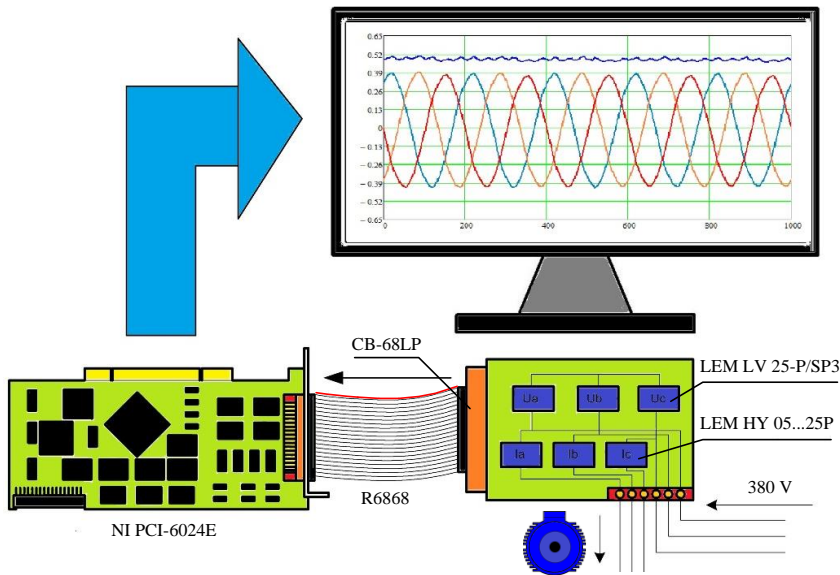 0.65
0.52
0.39
0.26
0.13
0
− 0.13
− 0.26
− 0.39
− 0.52
− 0.65
0
200
400
600
800
1000
CB-68LP
LEM LV 25-P/SP3
Ua
Ub
Uc
LEM HY 05...25P
Ia
Ib
Ic
R6868
380 V
NI PCI-6024E